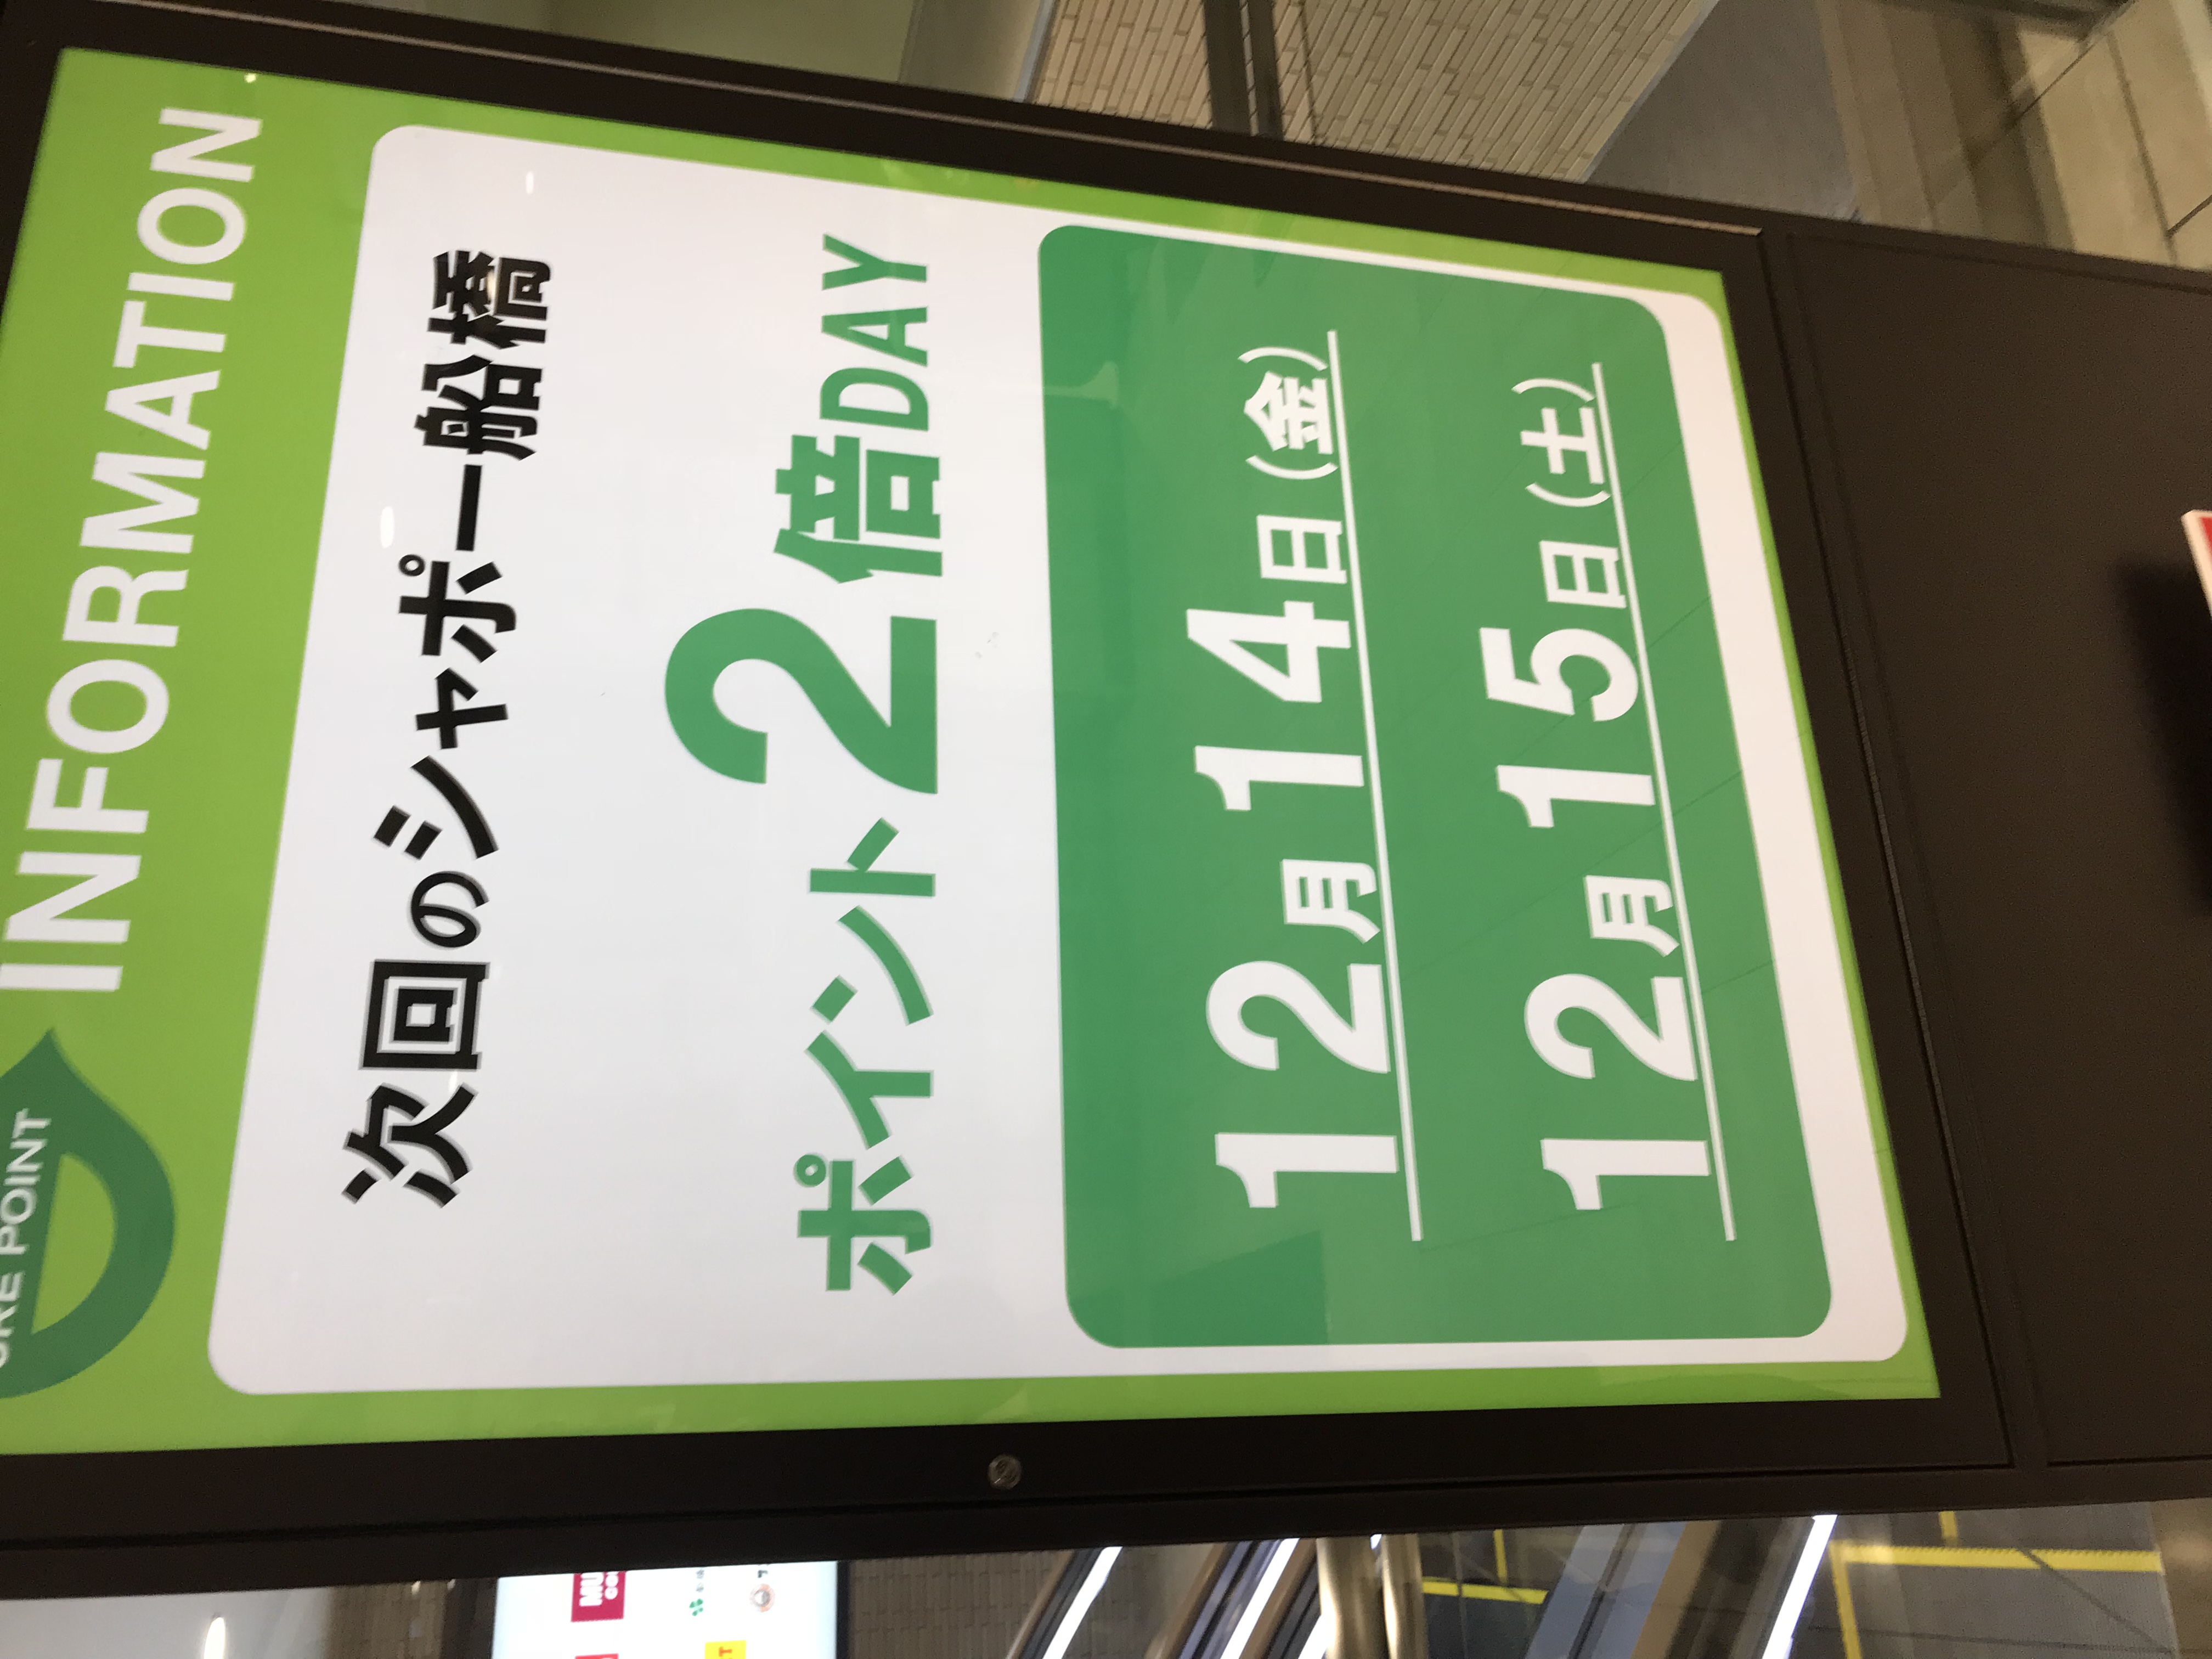 INFORMATION
POINT
次回のシャポー船橋
ポイント2倍DAY
12月14日(金)
12月15日(土)